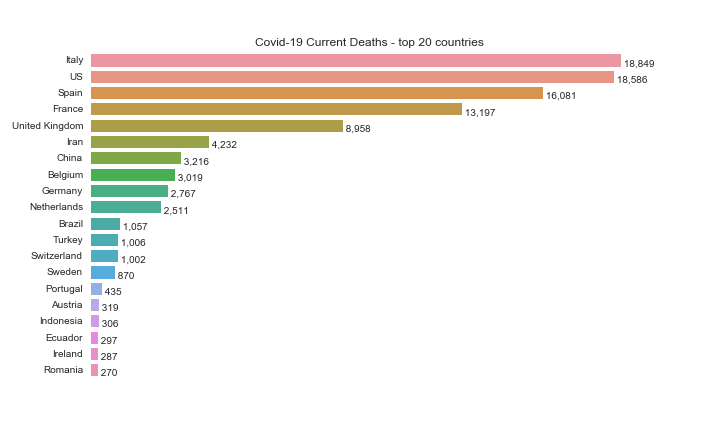 Covid-19 Current Deaths - top 20 countries
Italy 18,849
US 18,586
Spain 16,081
France 13,197
United Kingdom 8,958
Iran 4,232
China 3,216
Belgium 3,019
Germany 2,767
Netherlands 2,511
Brazil 1,057
Turkey 1,006
Switzerland 1,002
Sweden 870
Portugal 435
Austria 319
Indonesia 306
Ecuador 297
Ireland 287
Romania 270